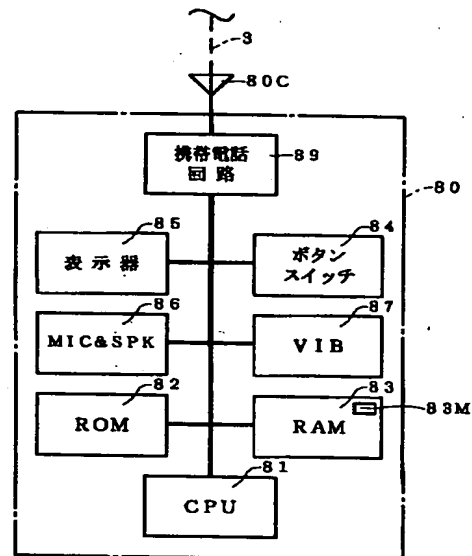 3
80C
携帯電話
回路
89
80
85
表示器
84
ボタン
スイッチ
86
MIC&SPK
87
VIB
82
ROM
83
RAM
83M
81
CPU